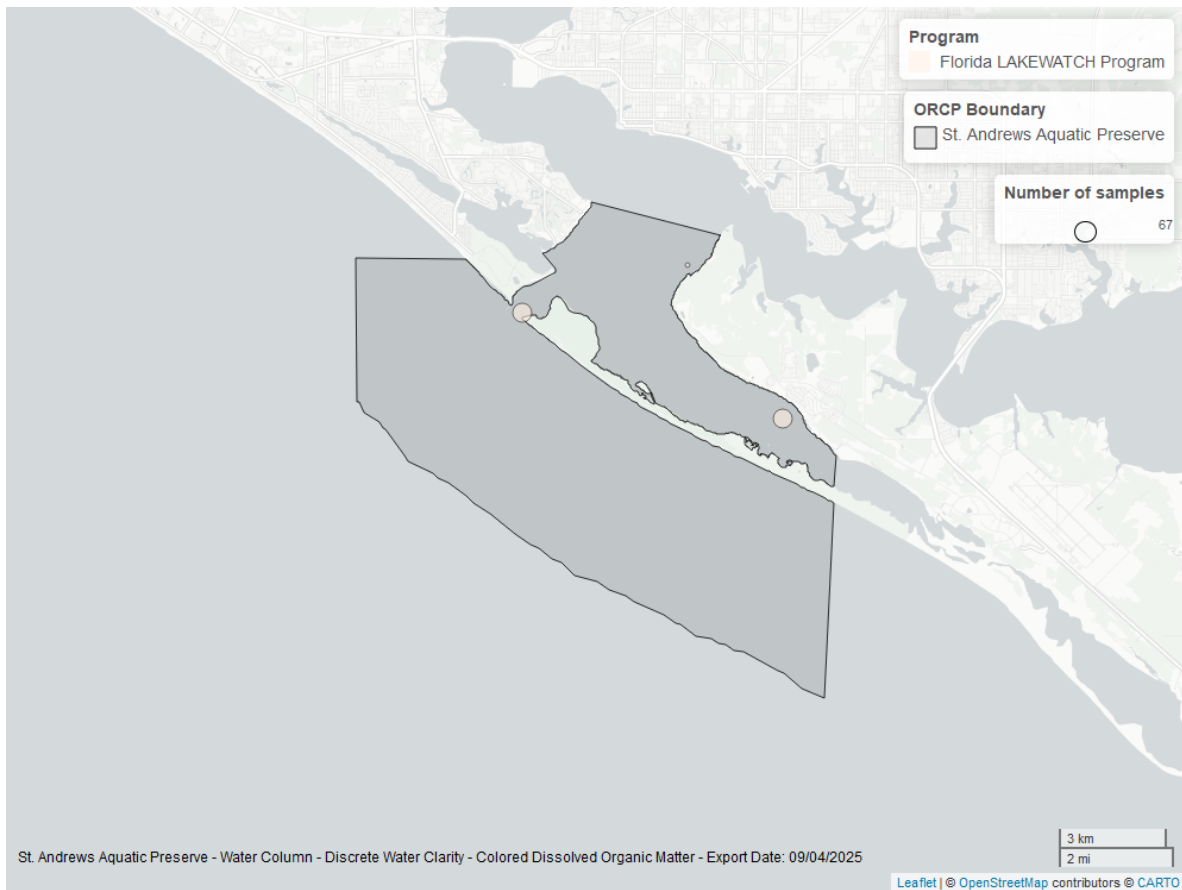 Program
Florida LAKEWATCH Program
ORCP Boundary
St. Andrews Aquatic Preserve
Number of samples
67
3 km
2 mi
St. Andrews Aquatic Preserve - Water Column - Discrete Water Clarity - Colored Dissolved Organic Matter - Export Date: 09/04/2025
Leaflet | © OpenStreetMap contributors © CARTO